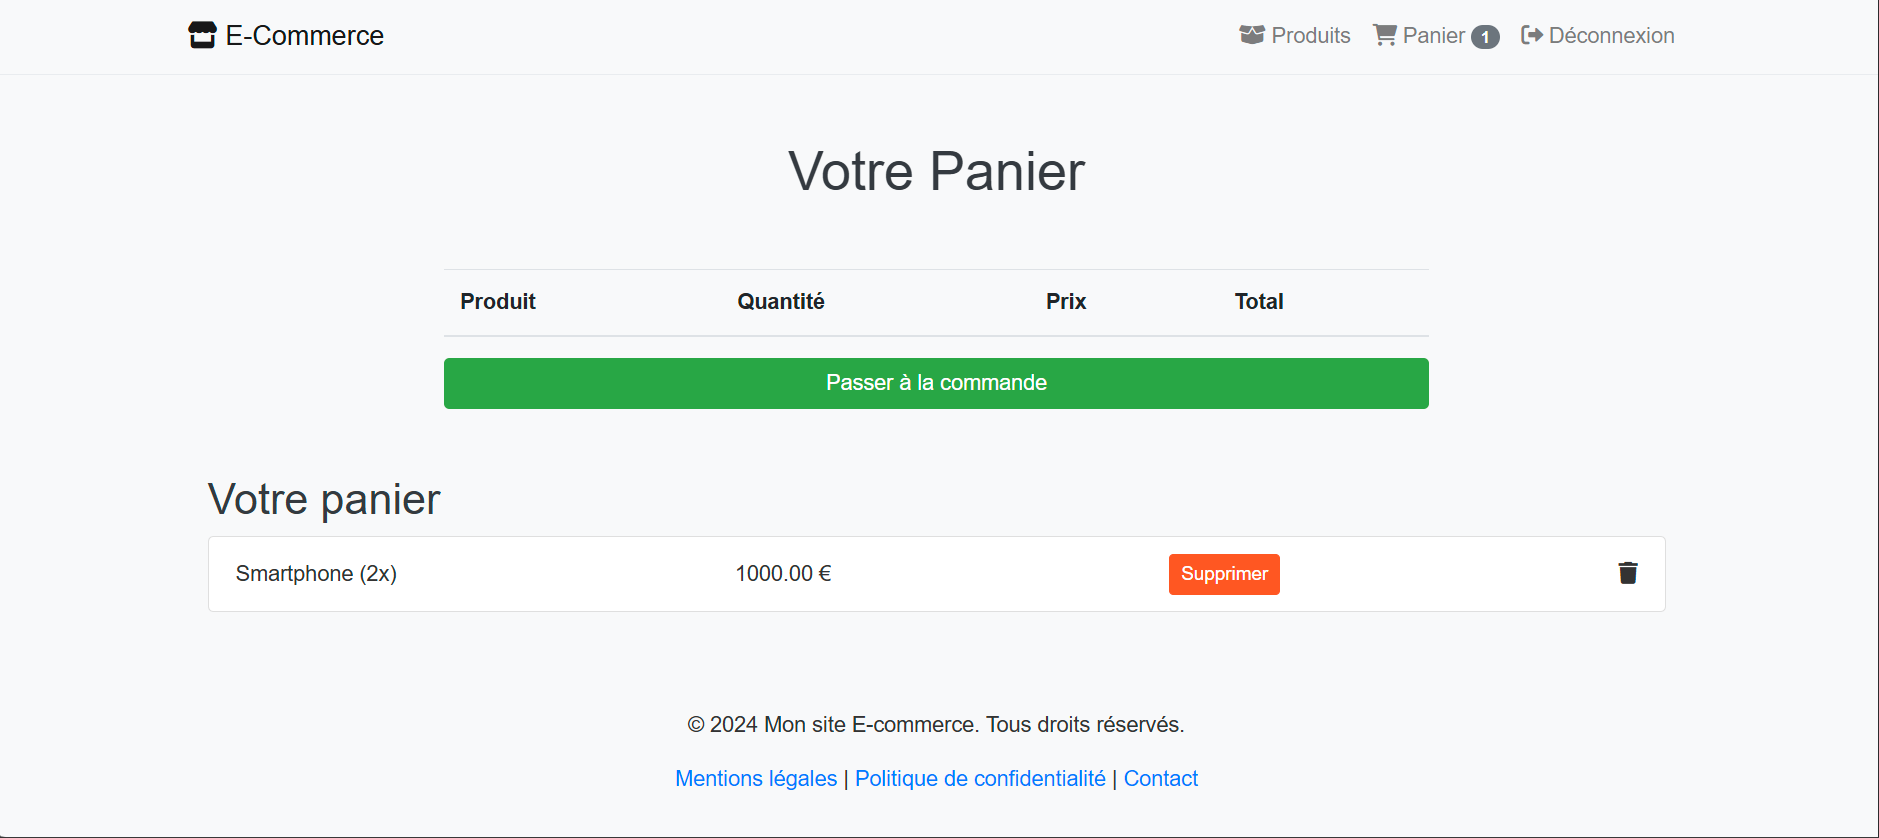 E-Commerce Produits Panier 1 Déconnexion
Votre Panier
Produit Quantité Prix Total
Passer à la commande
Votre panier
Smartphone (2x) 1000.00 € Supprimer
© 2024 Mon site E-commerce. Tous droits réservés.
Mentions légales | Politique de confidentialité | Contact